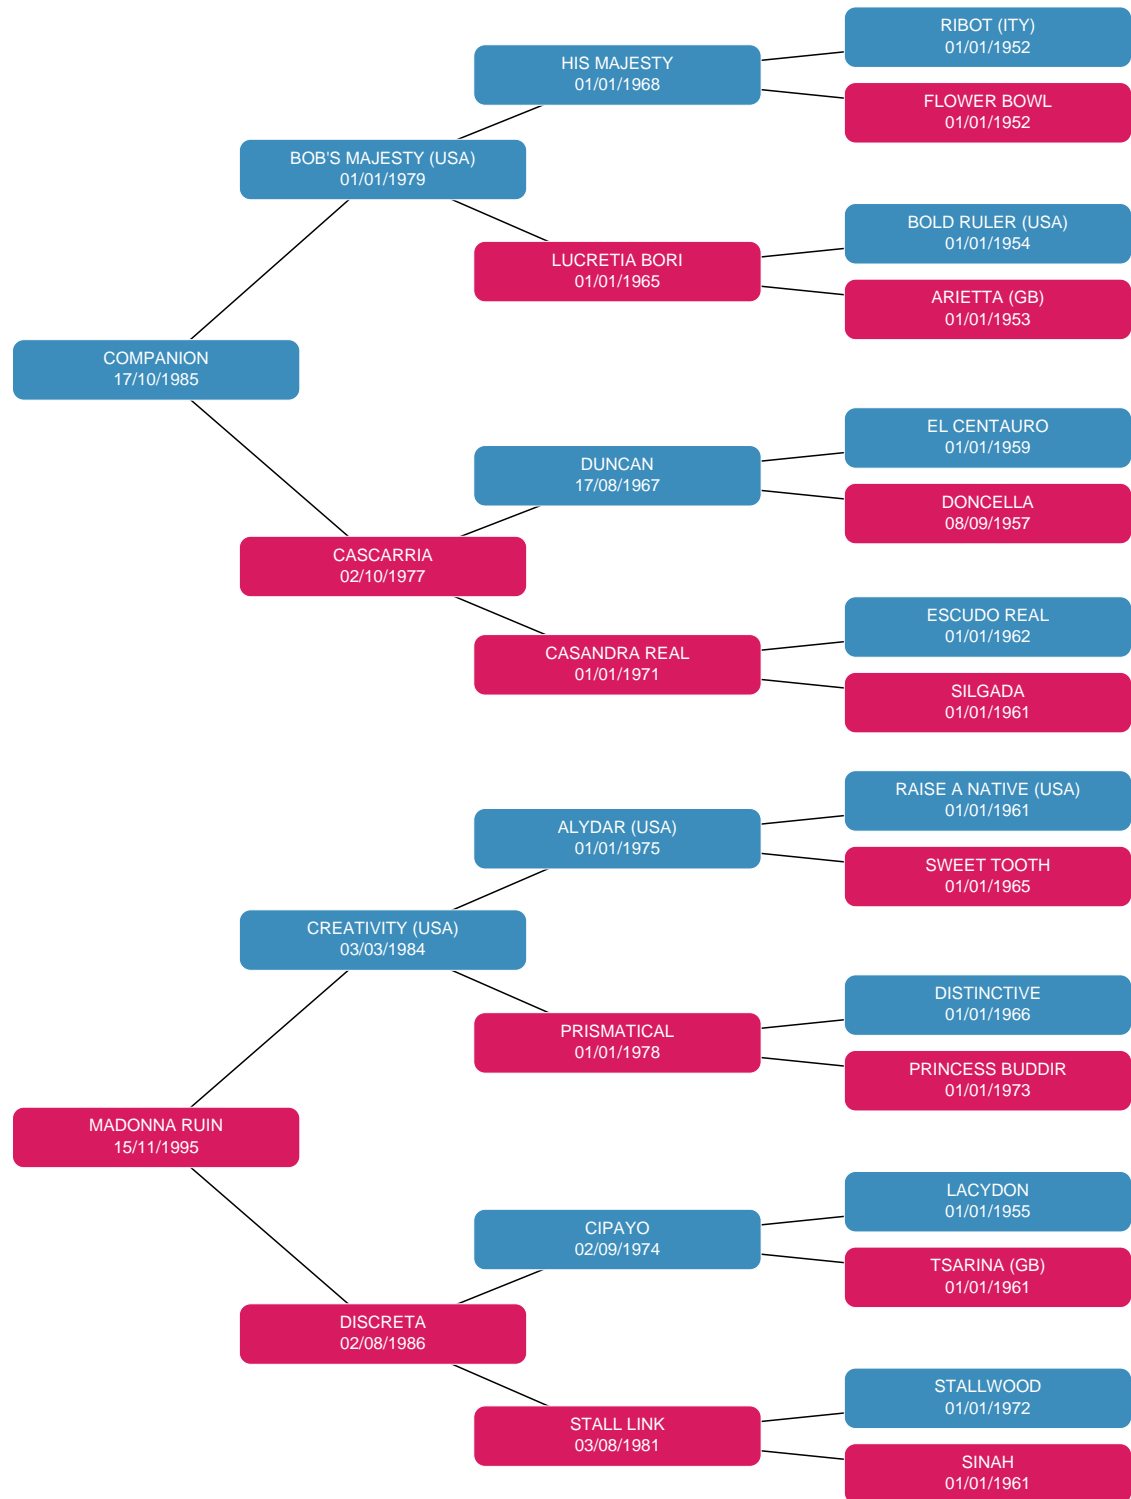 RIBOT (ITY)
01/01/1952
HIS MAJESTY
01/01/1968
FLOWER BOWL
01/01/1952
BOB'S MAJESTY (USA)
01/01/1979
BOLD RULER (USA)
01/01/1954
LUCRETIA BORI
01/01/1965
ARIETTA (GB)
01/01/1953
COMPANION
17/10/1985
EL CENTAURO
01/01/1959
DUNCAN
17/08/1967
DONCELLA
08/09/1957
CASCARRIA
02/10/1977
ESCUDO REAL
01/01/1962
CASANDRA REAL
01/01/1971
SILGADA
01/01/1961
RAISE A NATIVE (USA)
01/01/1961
ALYDAR (USA)
01/01/1975
SWEET TOOTH
01/01/1965
CREATIVITY (USA)
03/03/1984
DISTINCTIVE
01/01/1966
PRISMATICAL
01/01/1978
PRINCESS BUDDIR
01/01/1973
MADONNA RUIN
15/11/1995
LACYDON
01/01/1955
CIPAYO
02/09/1974
TSARINA (GB)
01/01/1961
DISCRETA
02/08/1986
STALLWOOD
01/01/1972
STALL LINK
03/08/1981
SINAH
01/01/1961